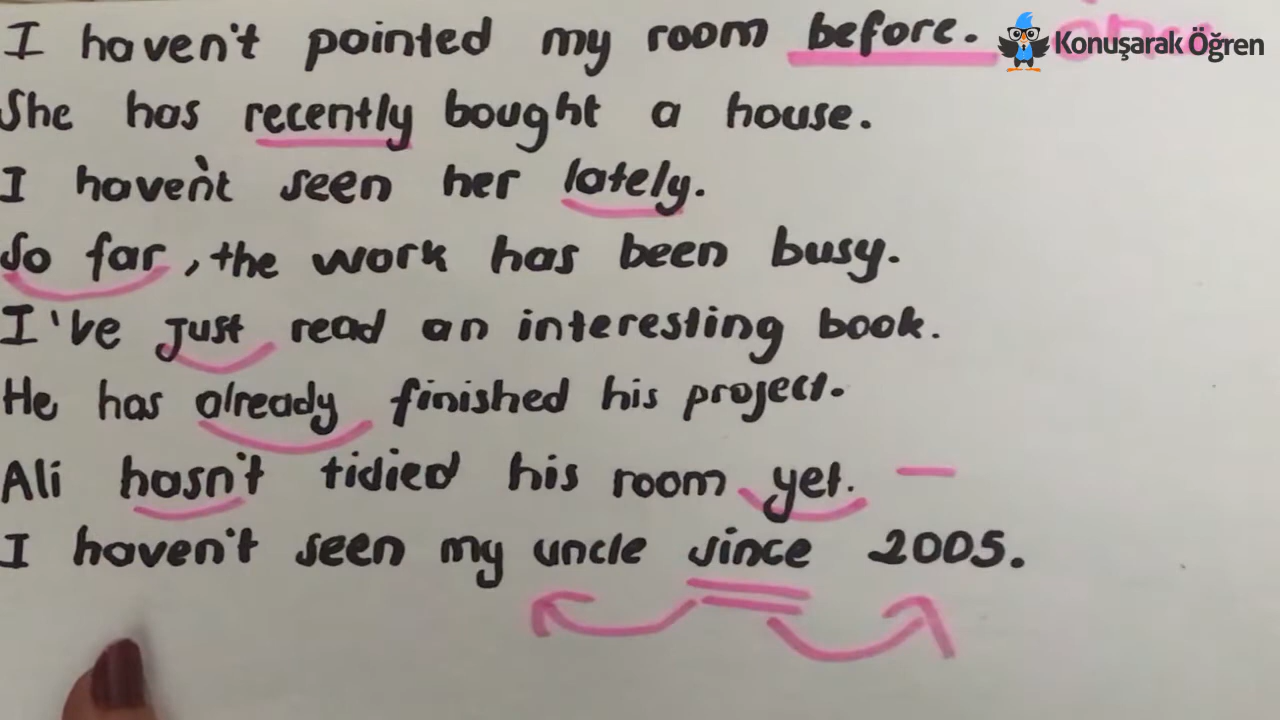 I haven't painted my room before.
Konuşarak Öğren
She has recently bought a house.
I haven't seen her lately.
So far, the work has been busy.
I've just read an interesting book.
He has already finished his project.
Ali hasn't tidied his room yet.
I haven't seen my uncle since 2005.